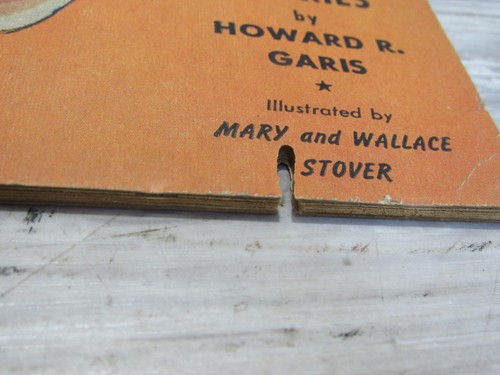 by
HOWARD R.
GARIS
Illustrated by
MARY and WALLACE
STOVER